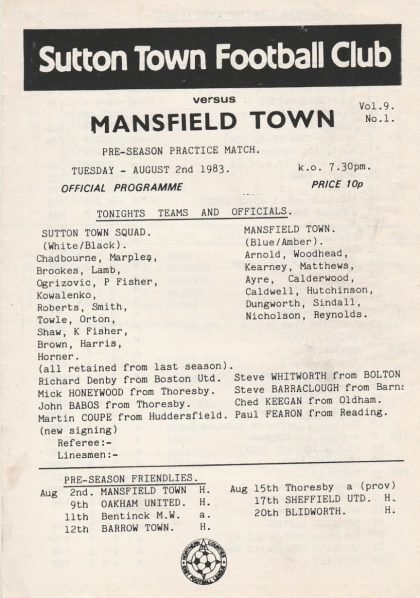 Sutton Town Football Club
versus
MANSFIELD TOWN
Vol.9.
No.1.
PRE-SEASON PRACTICE MATCH.
TUESDAY - AUGUST 2nd 1983. k.o. 7.30pm.
OFFICIAL PROGRAMME PRICE 10p
TONIGHTS TEAMS AND OFFICIALS.
SUTTON TOWN SQUAD.
(White/Black).
Chadbourne, Marples,
Brookes, Lamb,
Ogrizovic, P Fisher,
Kowalenko,
Roberts, Smith,
Towle, Orton,
Shaw, K Fisher,
Brown, Harris,
Horner.
(all retained from last season).
Richard Denby from Boston Utd.
Mick HONEYWOOD from Thoresby.
John BABOS from Thoresby.
Martin COUPE from Huddersfield.
(new signing)
MANSFIELD TOWN.
(Blue/Amber).
Arnold, Woodhead,
Kearney, Matthews,
Ayre, Calderwood,
Caldwell, Hutchinson,
Dungworth, Sindall,
Nicholson, Reynolds.
Steve WHITWORTH from BOLTON
Steve BARRACLOUGH from Barns
Ched KEEGAN from Oldham.
Paul FEARON from Reading.
Referee:-
Linesmen:-
PRE-SEASON FRIENDLIES.
Aug 2nd. MANSFIELD TOWN H.
9th OAKHAM UNITED. H.
11th Bentinck M.W. a.
12th BARROW TOWN. H.
Aug 15th Thoresby a (prov)
17th SHEFFIELD UTD. H.
20th BLIDWORTH. H.
NORTHERN COUNTIES
EAST FOOTBALL LEAGUE